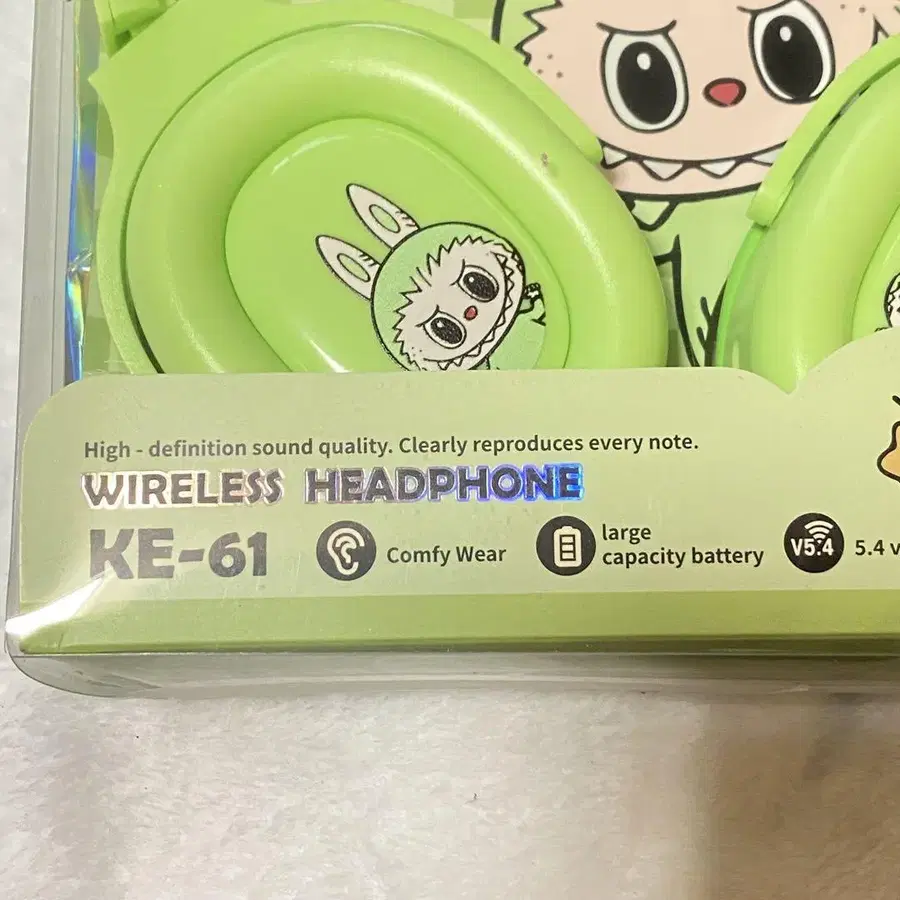 High - definition sound quality. Clearly reproduces every note.
WIRELESS HEADPHONE
KE-61
Comfy Wear
large
capacity battery
V5.4
5.4 v